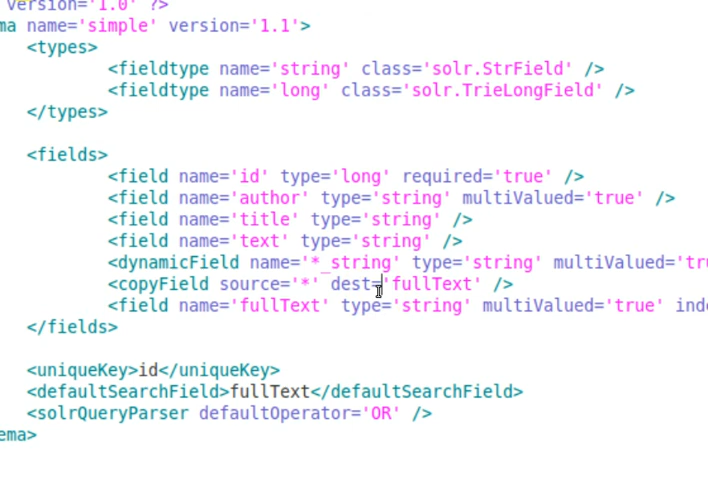 version='1.0' ?>
ma name='simple' version='1.1'>
<types>
<fieldtype name='string' class='solr.StrField' />
<fieldtype name='long' class='solr.TrieLongField' />
</types>
<fields>
<field name='id' type='long' required='true' />
<field name='author' type='string' multiValued='true' />
<field name='title' type='string' />
<field name='text' type='string' />
<dynamicField name='*_string' type='string' multiValued='tru
<copyField source='*' dest='fullText' />
<field name='fullText' type='string' multiValued='true' inde
</fields>
<uniqueKey>id</uniqueKey>
<defaultSearchField>fullText</defaultSearchField>
<solrQueryParser defaultOperator='OR' />
ema>